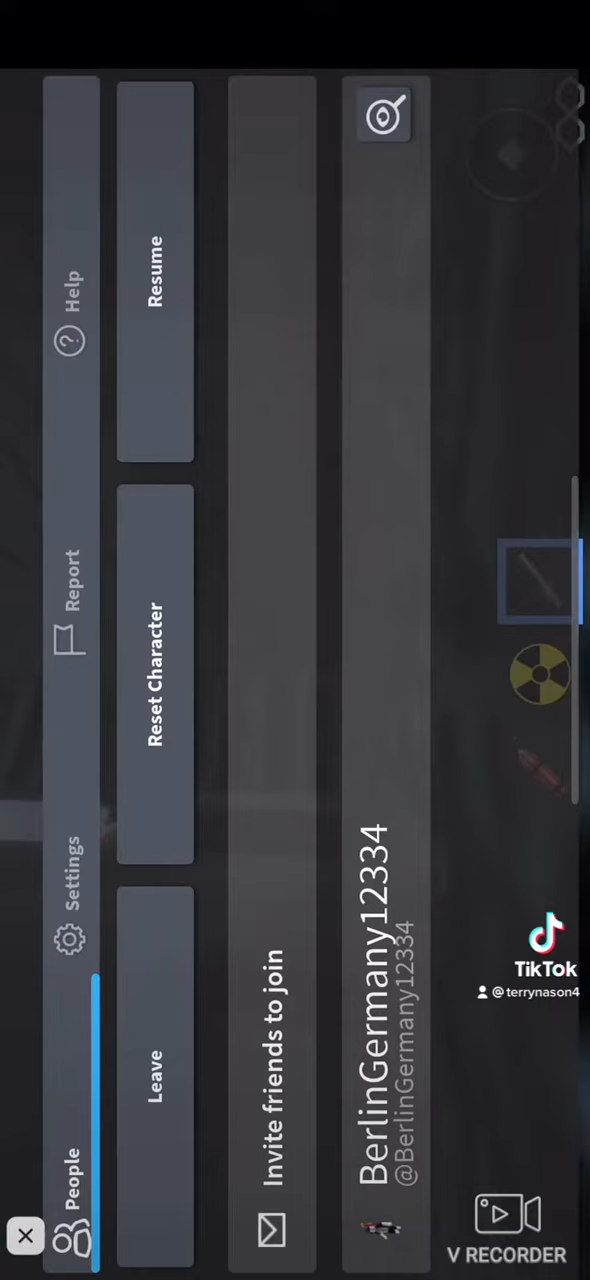 People
Settings
Report
Help
Leave
Reset Character
Resume
Invite friends to join
BerlinGermany12334
@BerlinGermany12334
TikTok
@terrynason4
V RECORDER